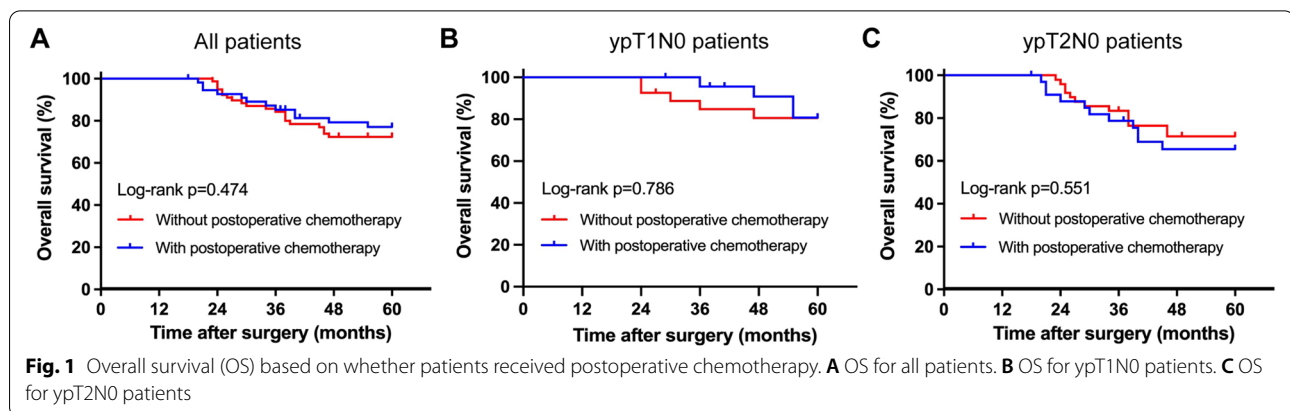 A All patients
Overall survival (%)
100
80
60
40
20
0
Log-rank p=0.474
Without postoperative chemotherapy
With postoperative chemotherapy
0 12 24 36 48 60
Time after surgery (months)
B ypT1N0 patients
Overall survival (%)
100
80
60
40
20
0
Log-rank p=0.786
Without postoperative chemotherapy
With postoperative chemotherapy
0 12 24 36 48 60
Time after surgery (months)
C ypT2N0 patients
Overall survival (%)
100
80
60
40
20
0
Log-rank p=0.551
Without postoperative chemotherapy
With postoperative chemotherapy
0 12 24 36 48 60
Time after surgery (months)
Fig. 1 Overall survival (OS) based on whether patients received postoperative chemotherapy. A OS for all patients. B OS for ypT1N0 patients. C OS
for ypT2N0 patients